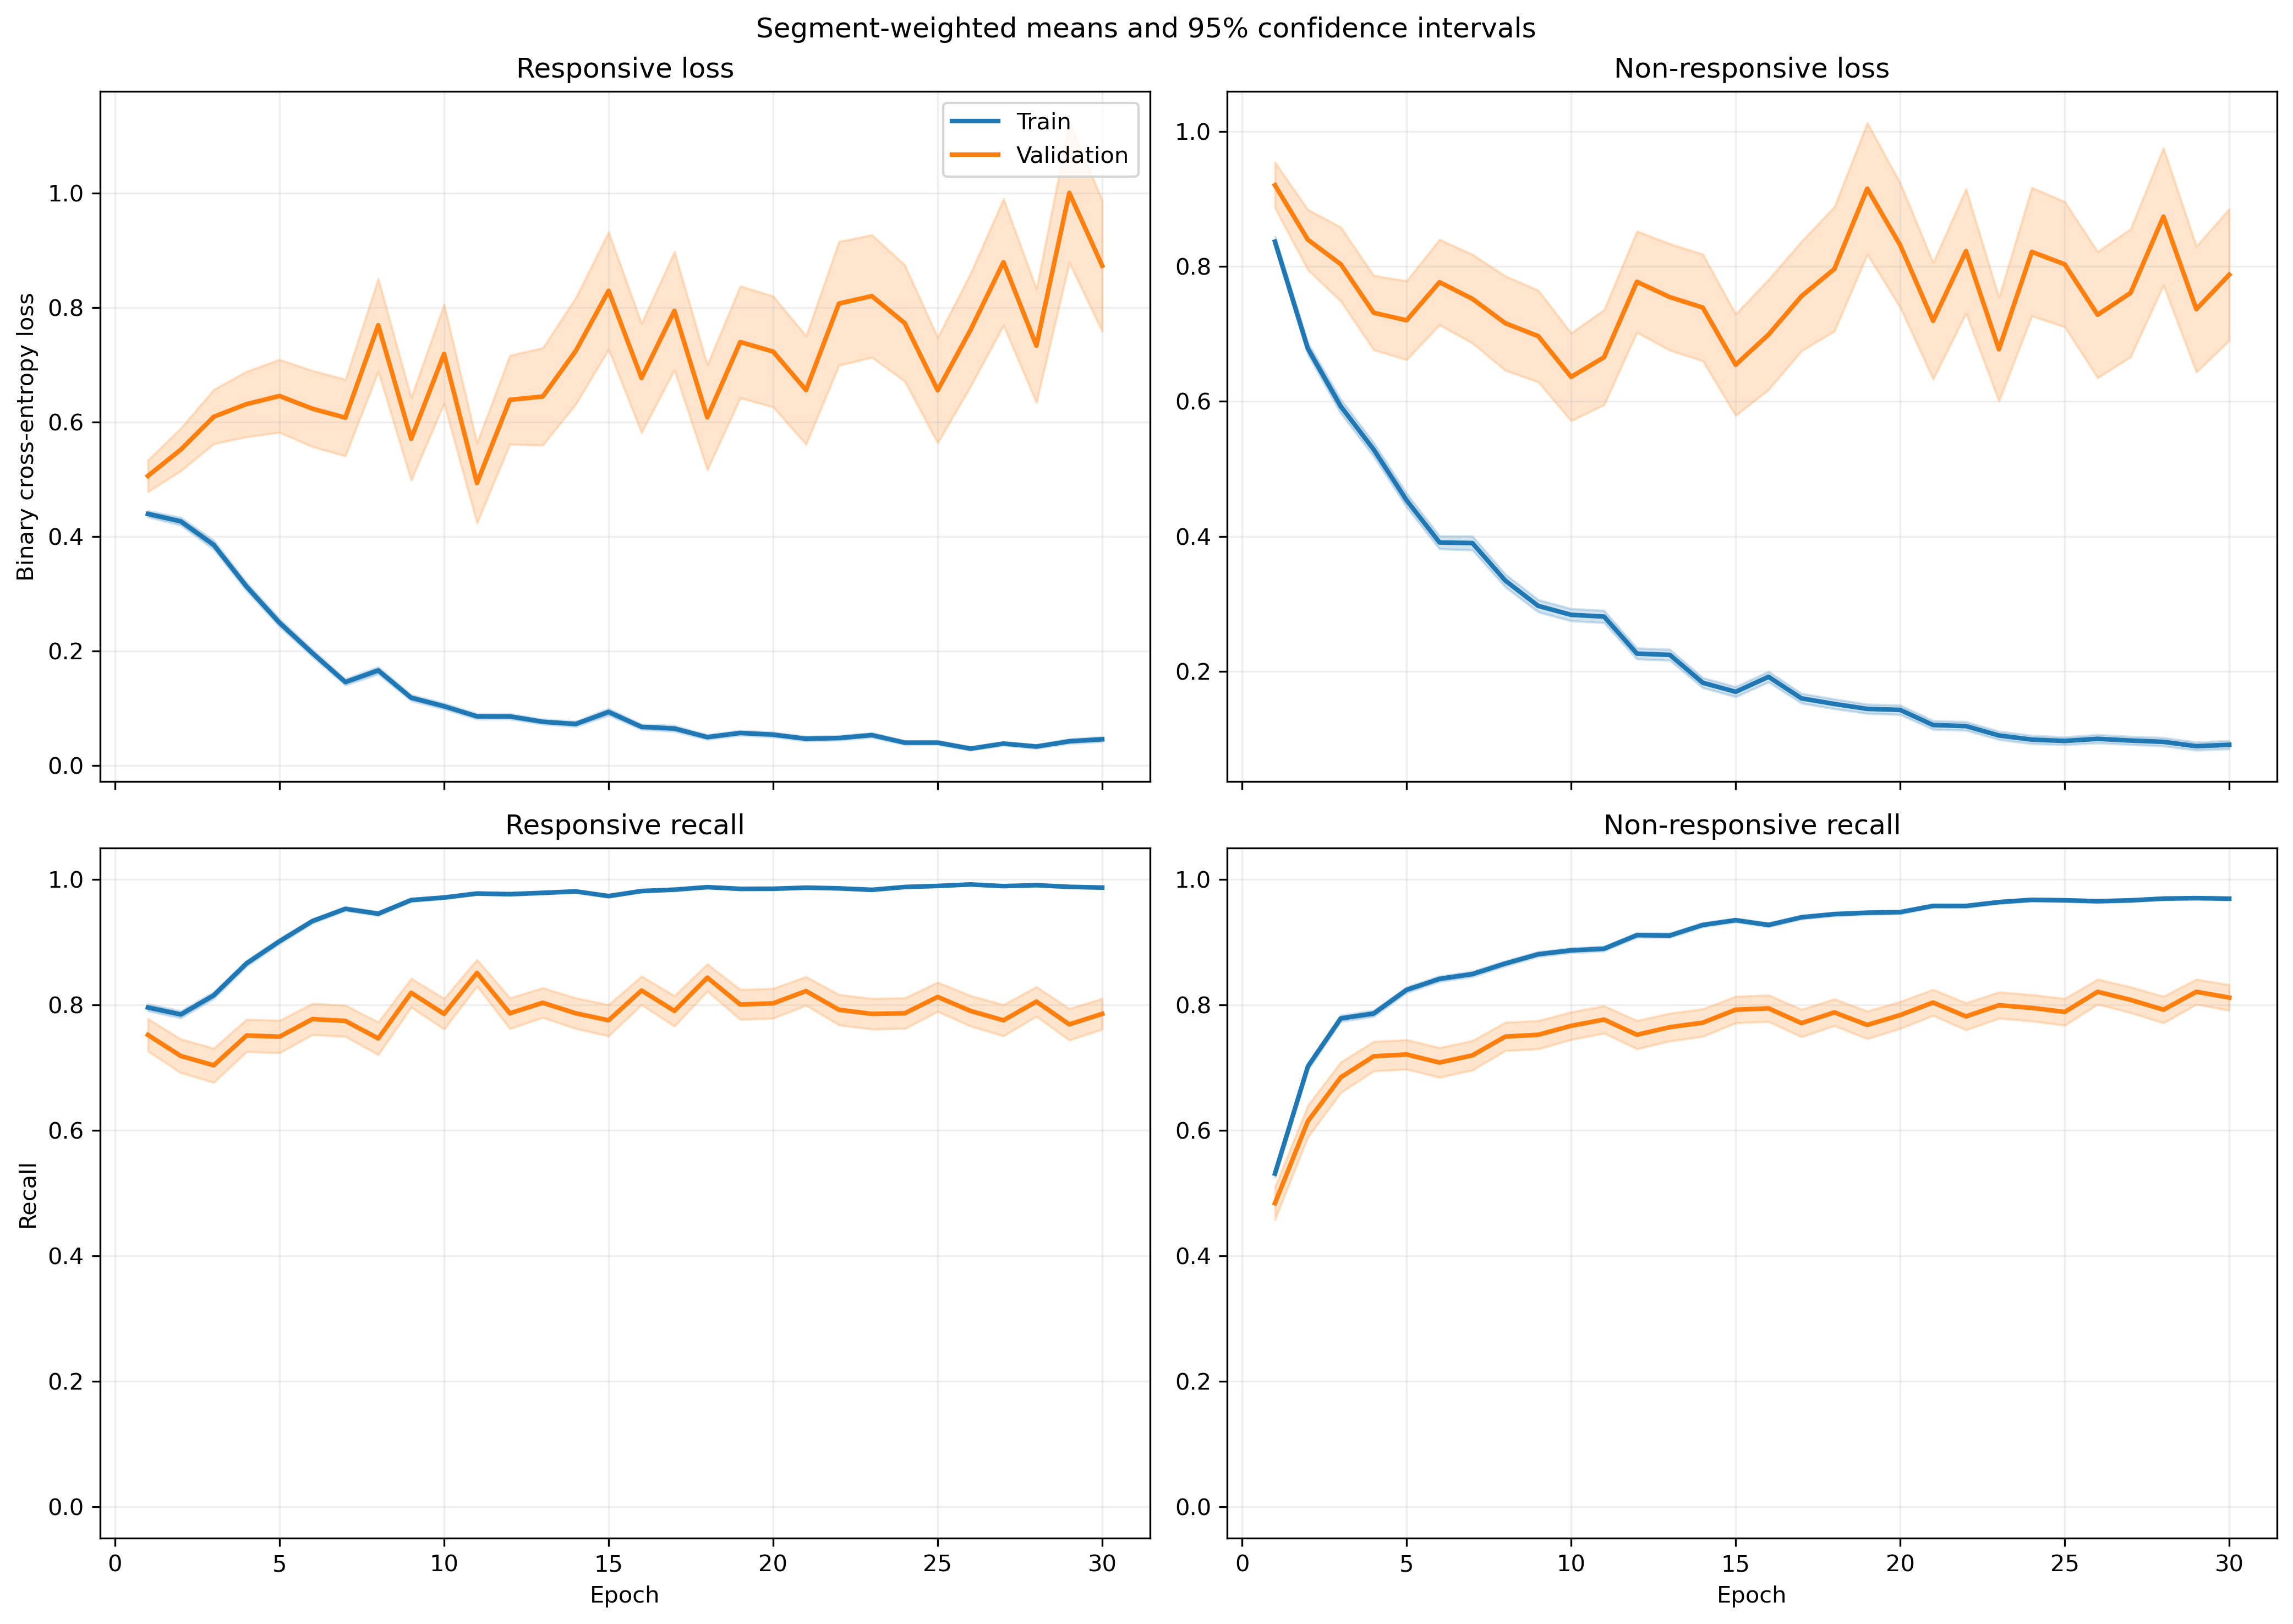 Segment-weighted means and 95% confidence intervals
Responsive loss
Non-responsive loss
Train
Validation
Binary cross-entropy loss
1.0
0.8
0.6
0.4
0.2
0.0
1.0
0.8
0.6
0.4
0.2
Responsive recall
Non-responsive recall
Recall
1.0
0.8
0.6
0.4
0.2
0.0
0 5 10 15 20 25 30
Epoch
1.0
0.8
0.6
0.4
0.2
0.0
0 5 10 15 20 25 30
Epoch